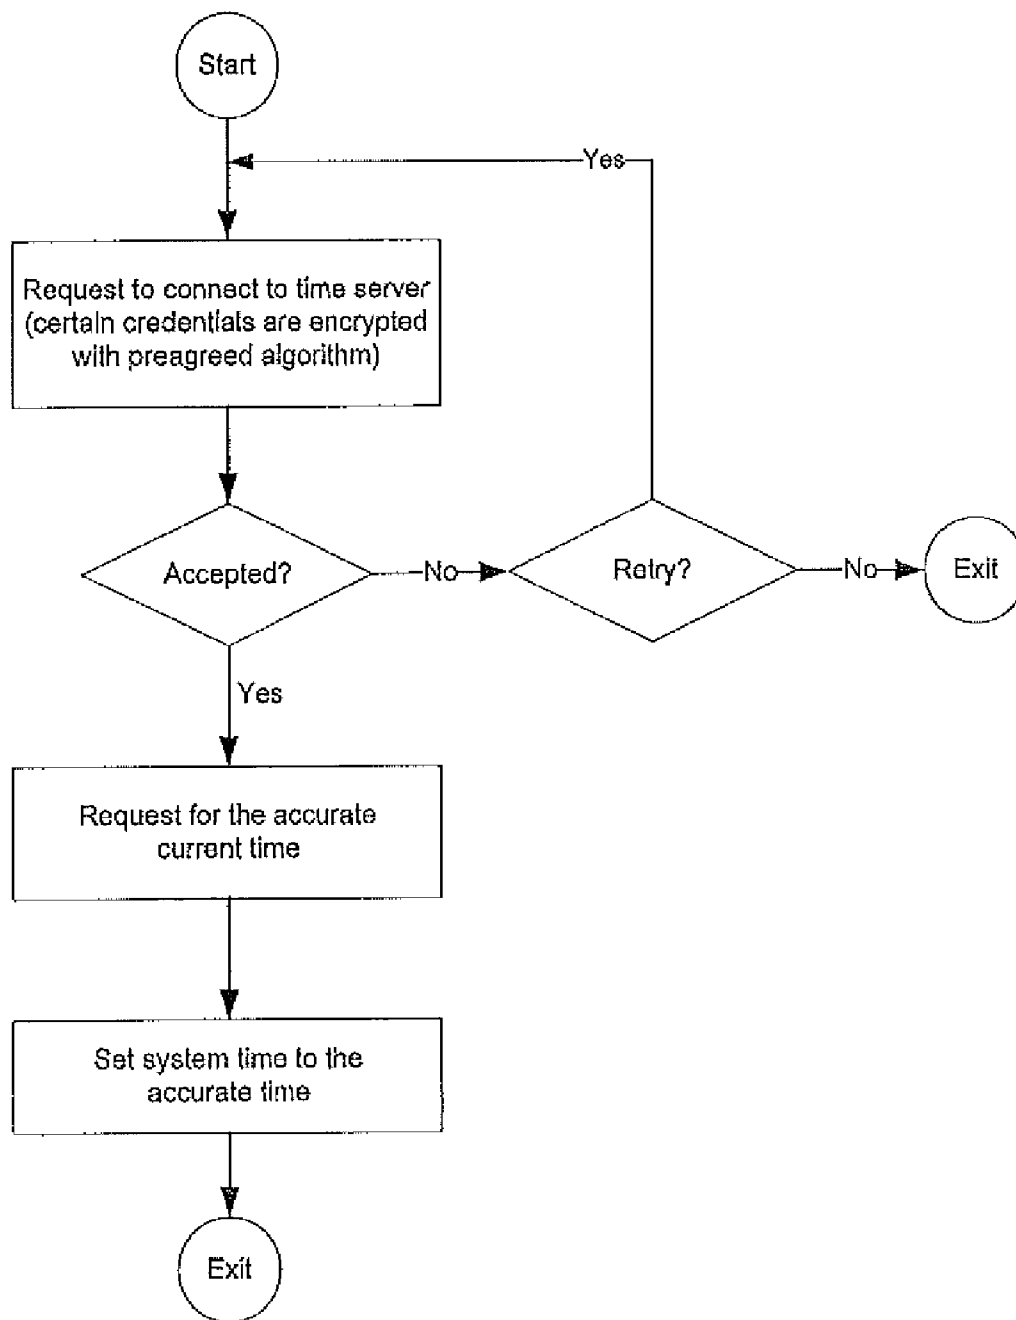 Start
Yes
Request to connect to time server
(certain credentials are encrypted
with preagreed algorithm)
Accepted?
No
Retry?
No
Exit
Yes
Request for the accurate
current time
Set system time to the
accurate time
Exit